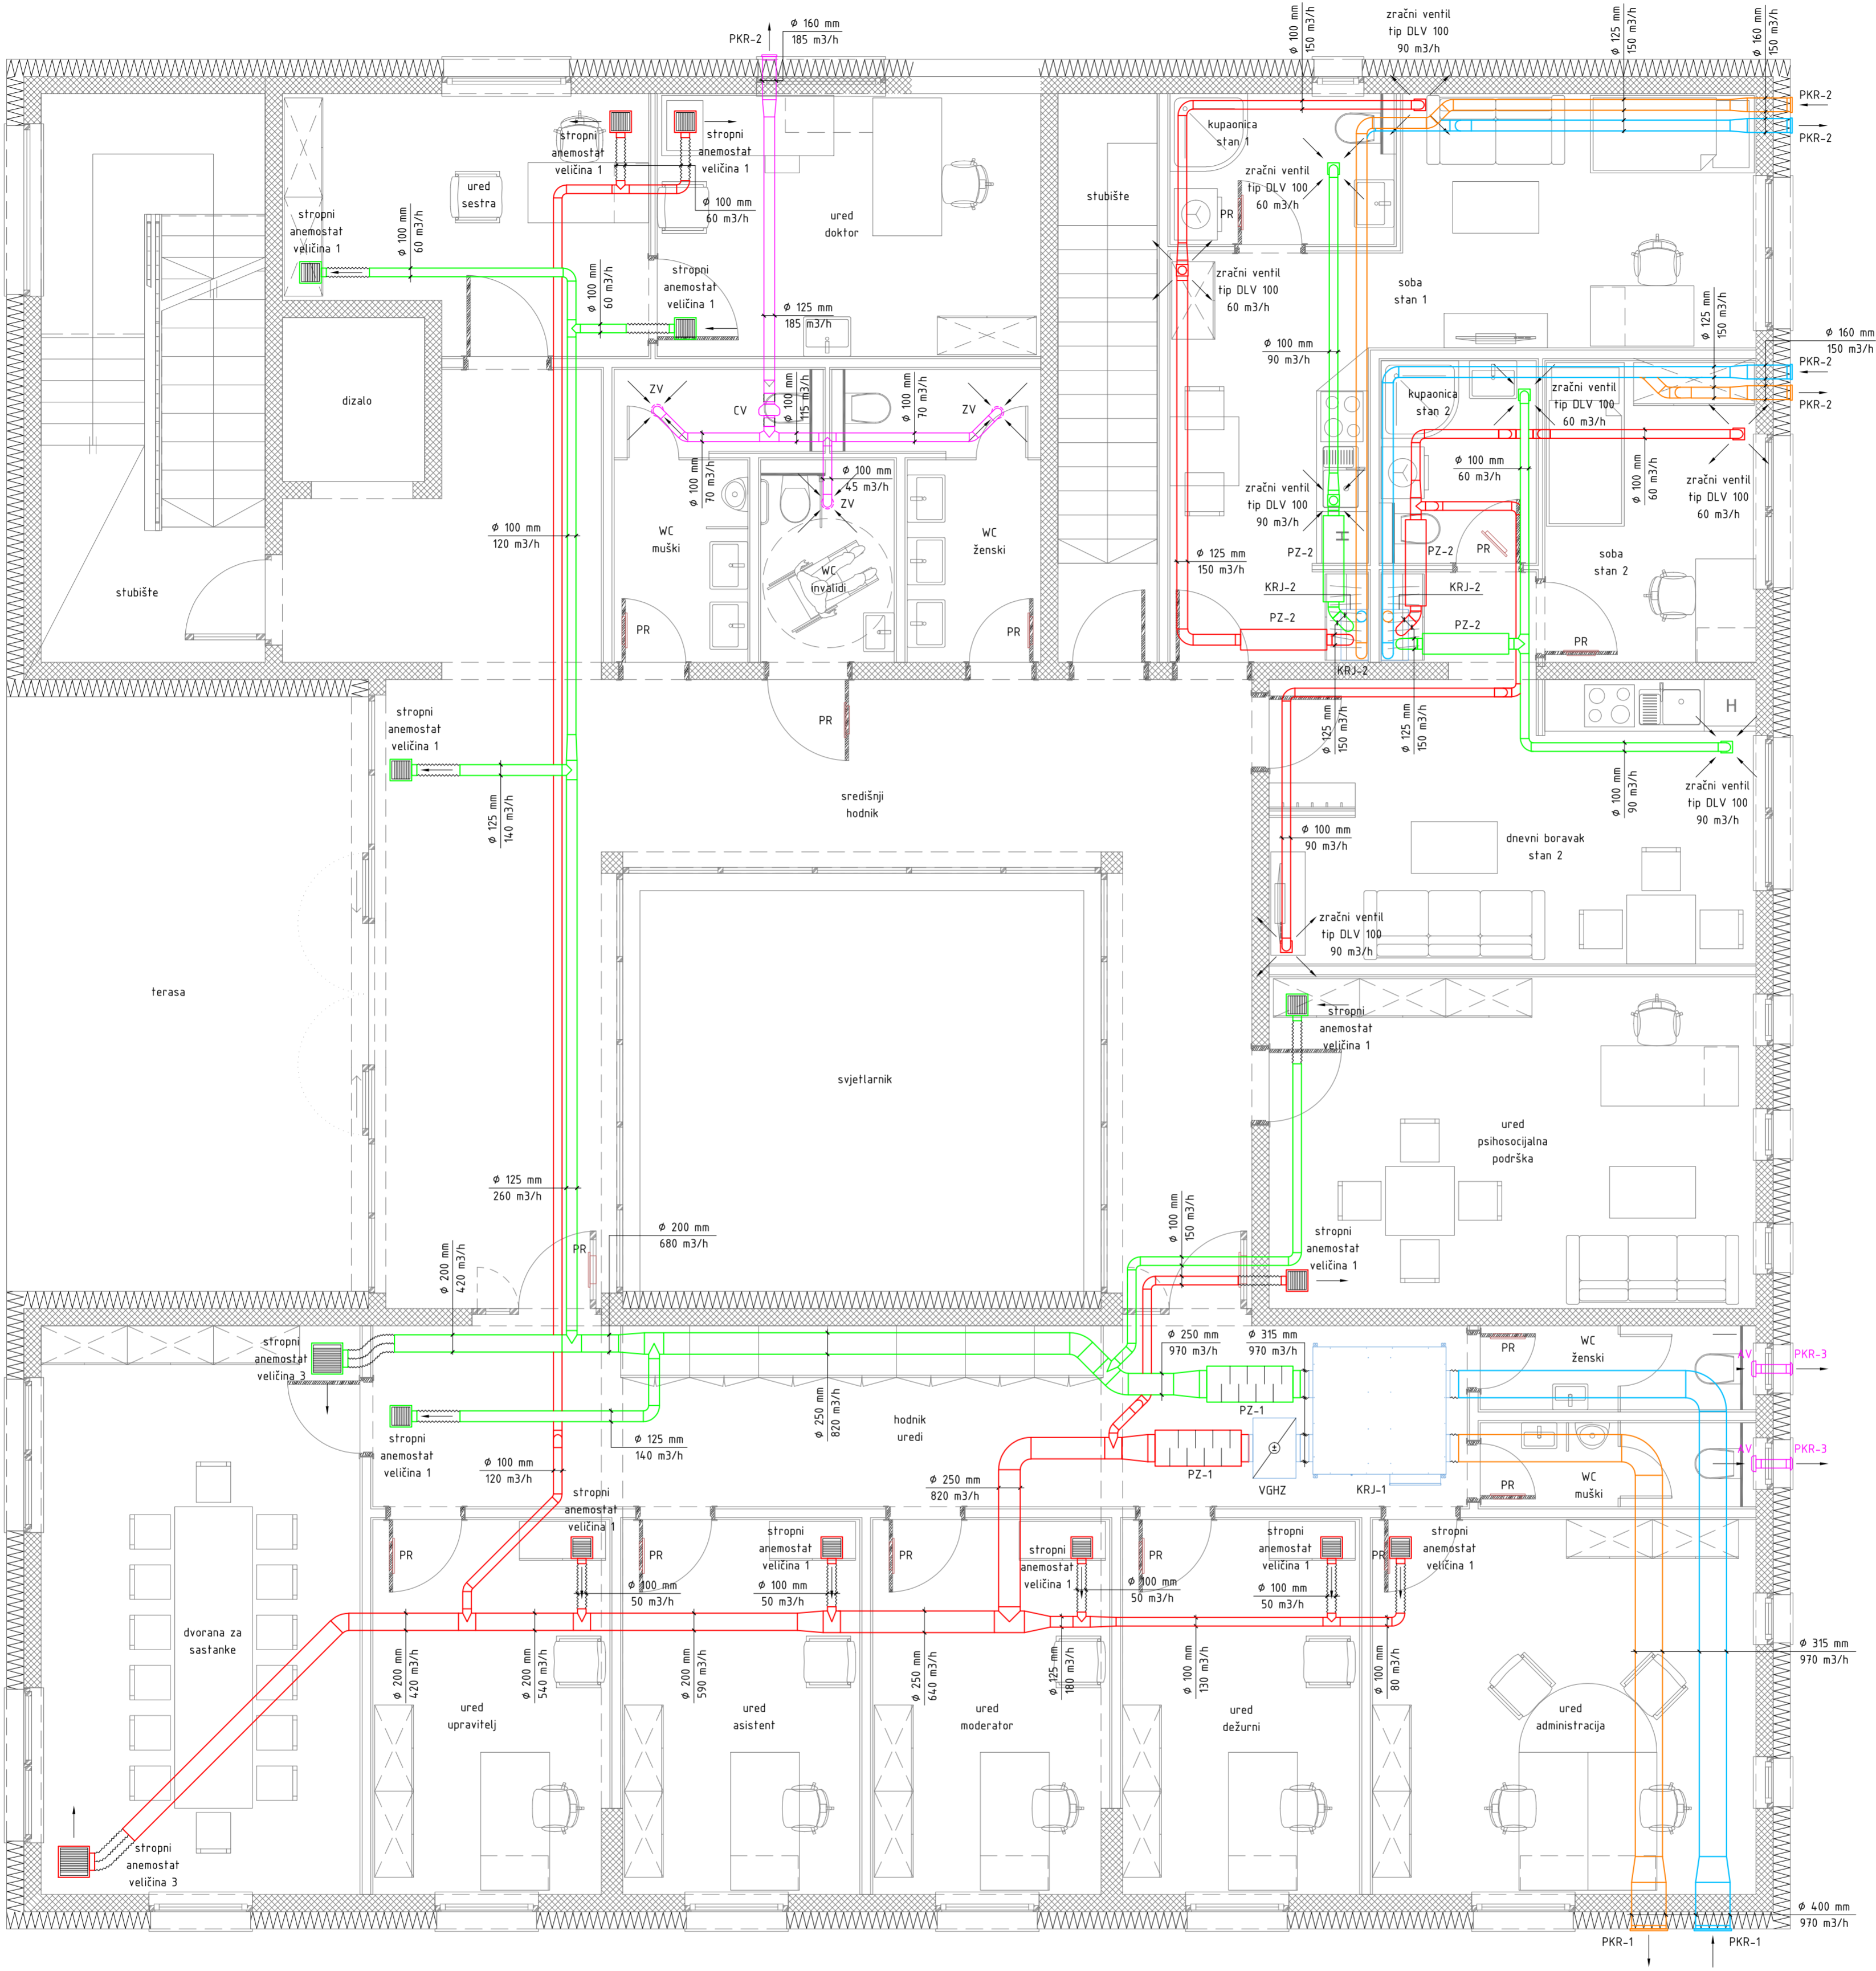 PKR-2
ϕ 160 mm
185 m3/h
ϕ 100 mm
150 m3/h
zračni ventil
tip DLV 100
90 m3/h
ϕ 125 mm
150 m3/h
ϕ 160 mm
150 m3/h
PKR-2
PKR-2
stropni
anemostat
veličina 1
stropni
anemostat
veličina 1
ured
sestra
ϕ 100 mm
60 m3/h
ured
doktor
stropni
anemostat
veličina 1
ϕ 100 mm
60 m3/h
ϕ 100 mm
60 m3/h
stropni
anemostat
veličina 1
ϕ 125 mm
185 m3/h
stubište
kupaonica
stan 1
zračni ventil
tip DLV 100
60 m3/h
PR
zračni ventil
tip DLV 100
60 m3/h
soba
stan 1
ϕ 125 mm
150 m3/h
ϕ 160 mm
150 m3/h
PKR-2
PKR-2
ϕ 100 mm
90 m3/h
kupaonica
stan 2
zračni ventil
tip DLV 100
60 m3/h
dizalo
ZV
CV
ϕ 100 mm
115 m3/h
ϕ 100 mm
70 m3/h
ZV
ϕ 100 mm
70 m3/h
ϕ 100 mm
45 m3/h
ZV
ϕ 100 mm
60 m3/h
ϕ 100 mm
60 m3/h
zračni ventil
tip DLV 100
60 m3/h
zračni ventil
tip DLV 100
90 m3/h
ϕ 100 mm
120 m3/h
WC
muški
WC
invalidi
WC
ženski
H
PZ-2
PR
ϕ 125 mm
150 m3/h
soba
stan 2
stubište
KRJ-2
KRJ-2
PZ-2
PZ-2
PR
PR
PR
KRJ-2
stropni
anemostat
veličina 1
PR
ϕ 125 mm
150 m3/h
ϕ 125 mm
150 m3/h
H
ϕ 125 mm
140 m3/h
središnji
hodnik
ϕ 100 mm
90 m3/h
zračni ventil
tip DLV 100
90 m3/h
ϕ 100 mm
90 m3/h
dnevni boravak
stan 2
zračni ventil
tip DLV 100
90 m3/h
terasa
stropni
anemostat
veličina 1
svjetlarnik
ured
psihosocijalna
podrška
ϕ 125 mm
260 m3/h
ϕ 200 mm
680 m3/h
ϕ 100 mm
150 m3/h
stropni
anemostat
veličina 1
PR
ϕ 200 mm
420 m3/h
stropni
anemostat
veličina 3
ϕ 250 mm
970 m3/h
ϕ 315 mm
970 m3/h
PR
WC
ženski
AV
PKR-3
PZ-1
ϕ 250 mm
820 m3/h
hodnik
uredi
stropni
anemostat
veličina 1
ϕ 125 mm
140 m3/h
AV
PKR-3
ϕ 100 mm
120 m3/h
PZ-1
VGHZ
KRJ-1
PR
WC
muški
ϕ 250 mm
820 m3/h
stropni
anemostat
veličina 1
stropni
anemostat
veličina 1
stropni
anemostat
veličina 1
stropni
anemostat
veličina 1
stropni
anemostat
veličina 1
PR
PR
PR
PR
PR
ϕ 100 mm
50 m3/h
ϕ 100 mm
50 m3/h
ϕ 100 mm
50 m3/h
ϕ 100 mm
50 m3/h
dvorana za
sastanke
ϕ 200 mm
420 m3/h
ϕ 200 mm
540 m3/h
ϕ 200 mm
590 m3/h
ϕ 250 mm
640 m3/h
ϕ 125 mm
180 m3/h
ϕ 100 mm
130 m3/h
ϕ 100 mm
80 m3/h
ϕ 315 mm
970 m3/h
ured
upravitelj
ured
asistent
ured
moderator
ured
dežurni
ured
administracija
stropni
anemostat
veličina 3
ϕ 400 mm
970 m3/h
PKR-1
PKR-1